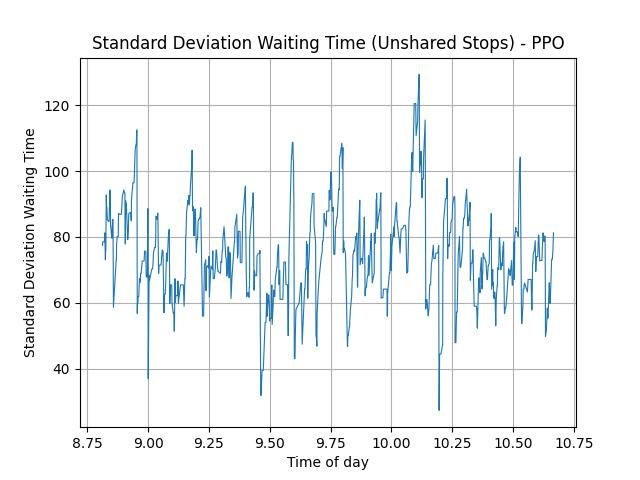 Standard Deviation Waiting Time (Unshared Stops) - PPO
Standard Deviation Waiting Time
120
100
80
60
40
8.75 9.00 9.25 9.50 9.75 10.00 10.25 10.50 10.75
Time of day